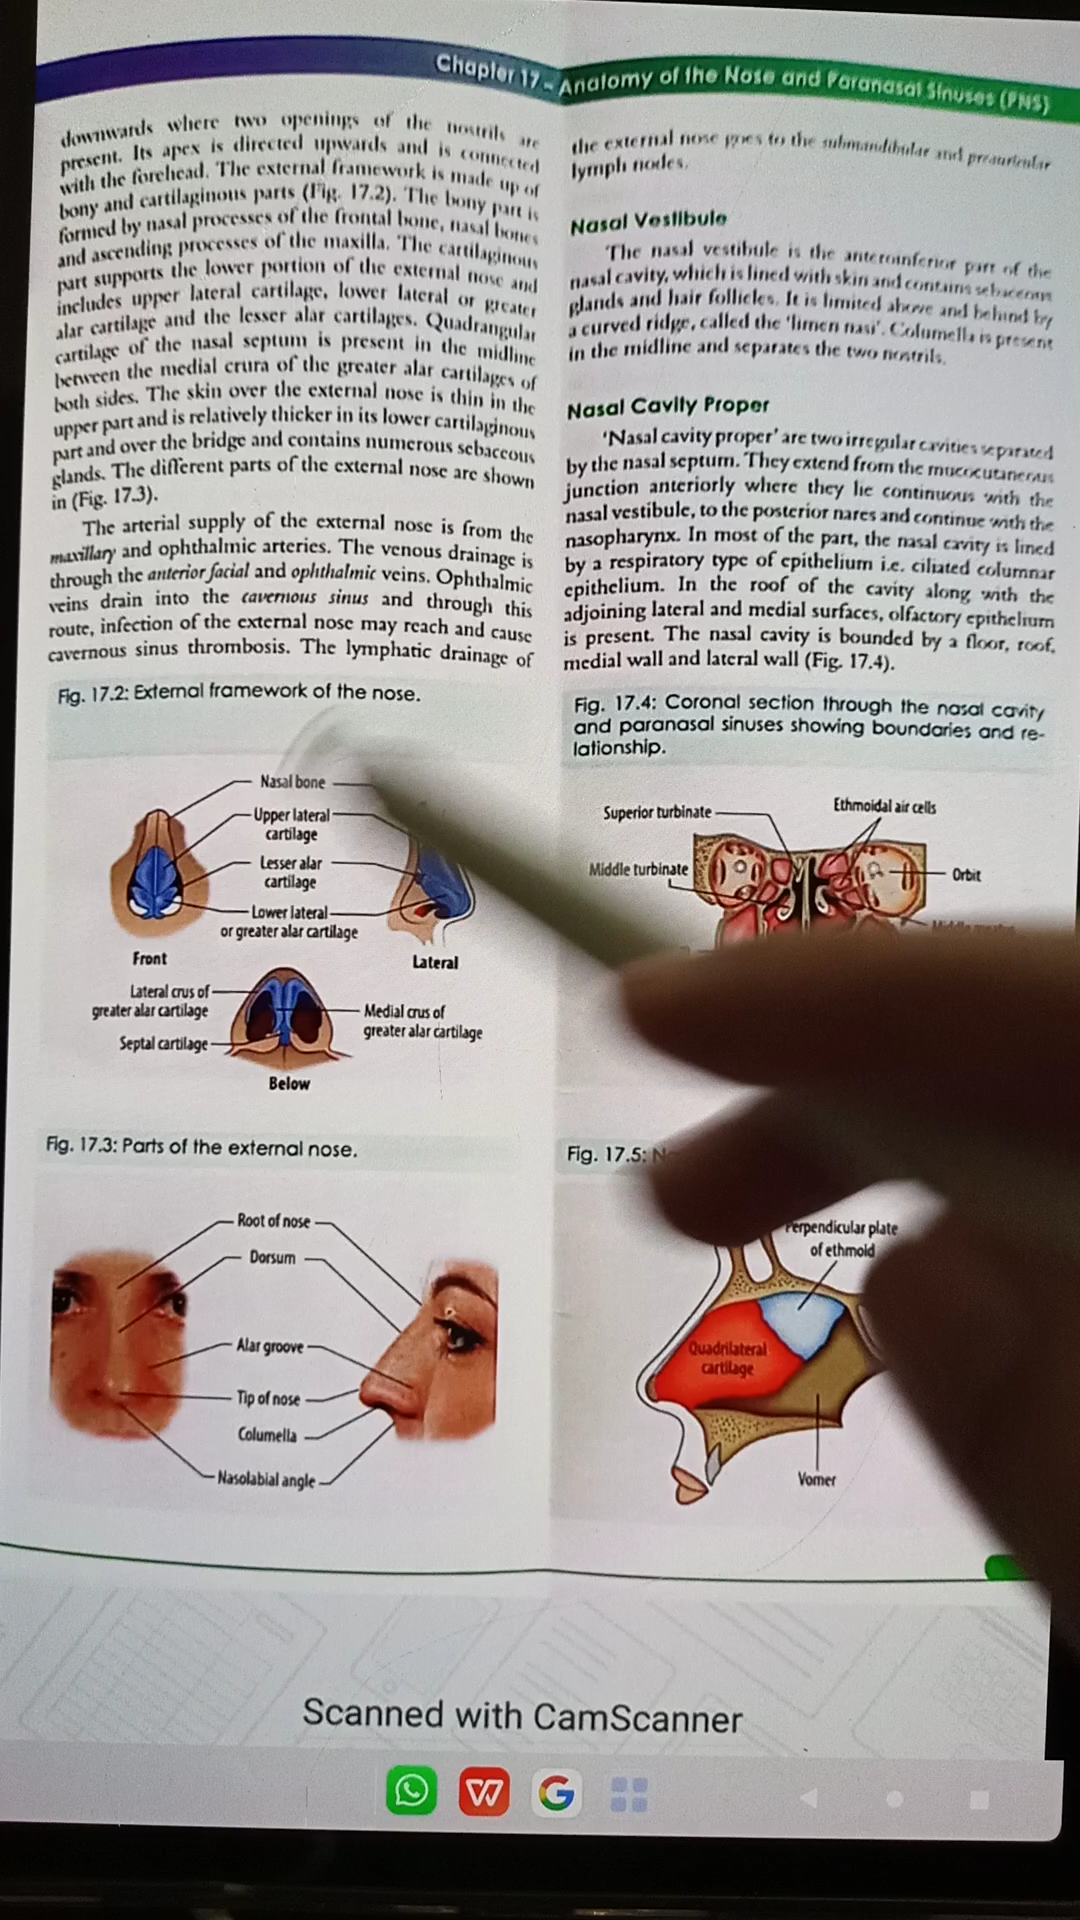 Chapter 17 - Anatomy of the Nose and Paranasal Sinuses (PNS)
downwards where two openings of the nostrils are
present. Its apex is directed upwards and is connected
with the forehead. The external framework is made up of
bony and cartilaginous parts (Fig. 17.2). The bony part is
formed by nasal processes of the frontal bone, nasal bones
and ascending processes of the maxilla. The cartilaginous
part supports the lower portion of the external nose and
includes upper lateral cartilage, lower lateral or greater
alar cartilage and the lesser alar cartilages. Quadrangular
cartilage of the nasal septum is present in the midline
between the medial crura of the greater alar cartilages of
both sides. The skin over the external nose is thin in the
upper part and is relatively thicker in its lower cartilaginous
part and over the bridge and contains numerous sebaceous
glands. The different parts of the external nose are shown
in (Fig. 17.3).
The arterial supply of the external nose is from the
maxillary and ophthalmic arteries. The venous drainage is
through the anterior facial and ophthalmic veins. Ophthalmic
veins drain into the cavernous sinus and through this
route, infection of the external nose may reach and cause
cavernous sinus thrombosis. The lymphatic drainage of
Fig. 17.2: External framework of the nose.
Nasal bone
Upper lateral
cartilage
Lesser alar
cartilage
Lower lateral
or greater alar cartilage
Front
Lateral
Lateral crus of
greater alar cartilage
Septal cartilage
Medial crus of
greater alar cartilage
Below
Fig. 17.3: Parts of the external nose.
Root of nose
Dorsum
Alar groove
Tip of nose
Columella
Nasolabial angle
the external nose goes to the submandibular and preauricular
lymph nodes.
Nasal Vestibule
The nasal vestibule is the anteroinferior part of the
nasal cavity, which is lined with skin and contains sebaceous
glands and hair follicles. It is limited above and behind by
a curved ridge, called the 'limen nasi'. Columella is present
in the midline and separates the two nostrils.
Nasal Cavity Proper
'Nasal cavity proper' are two irregular cavities separated
by the nasal septum. They extend from the mucocutaneous
junction anteriorly where they lie continuous with the
nasal vestibule, to the posterior nares and continue with the
nasopharynx. In most of the part, the nasal cavity is lined
by a respiratory type of epithelium i.e. ciliated columnar
epithelium. In the roof of the cavity along with the
adjoining lateral and medial surfaces, olfactory epithelium
is present. The nasal cavity is bounded by a floor, roof,
medial wall and lateral wall (Fig. 17.4).
Fig. 17.4: Coronal section through the nasal cavity
and paranasal sinuses showing boundaries and re-
lationship.
Superior turbinate
Ethmoidal air cells
Middle turbinate
Orbit
Fig. 17.5:
Perpendicular plate
of ethmoid
Quadrilateral
cartilage
Vomer
Scanned with CamScanner